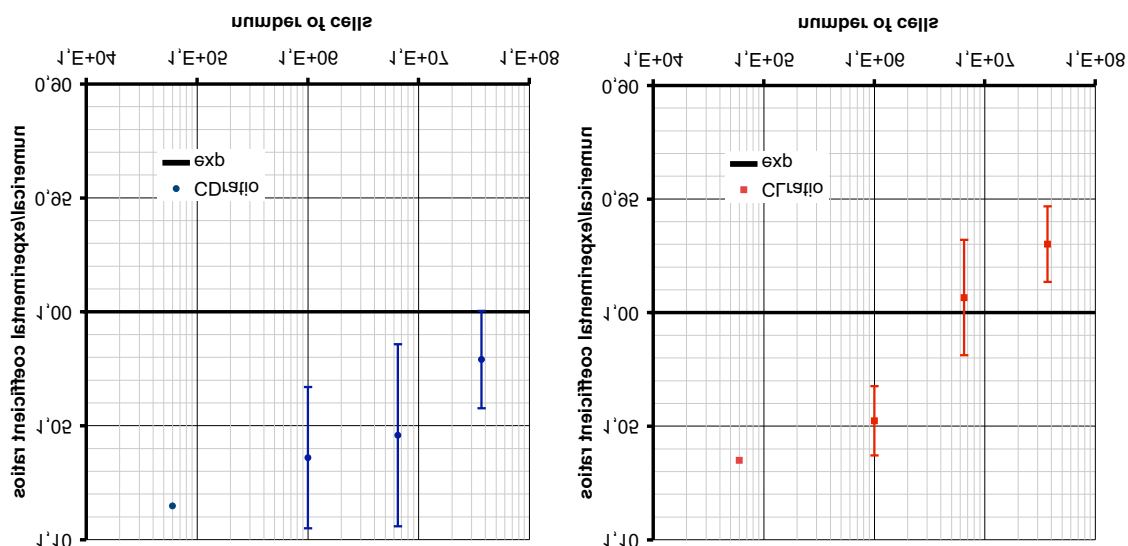 number of cells
1,E+04 1,E+05 1,E+06 1,E+07 1,E+08
0,90
0,95
1,00
1,05
1,10
numerical/experimental coefficient ratios
exp
CDratio
number of cells
1,E+04 1,E+05 1,E+06 1,E+07 1,E+08
0,90
0,95
1,00
1,05
1,10
numerical/experimental coefficient ratios
exp
CLratio